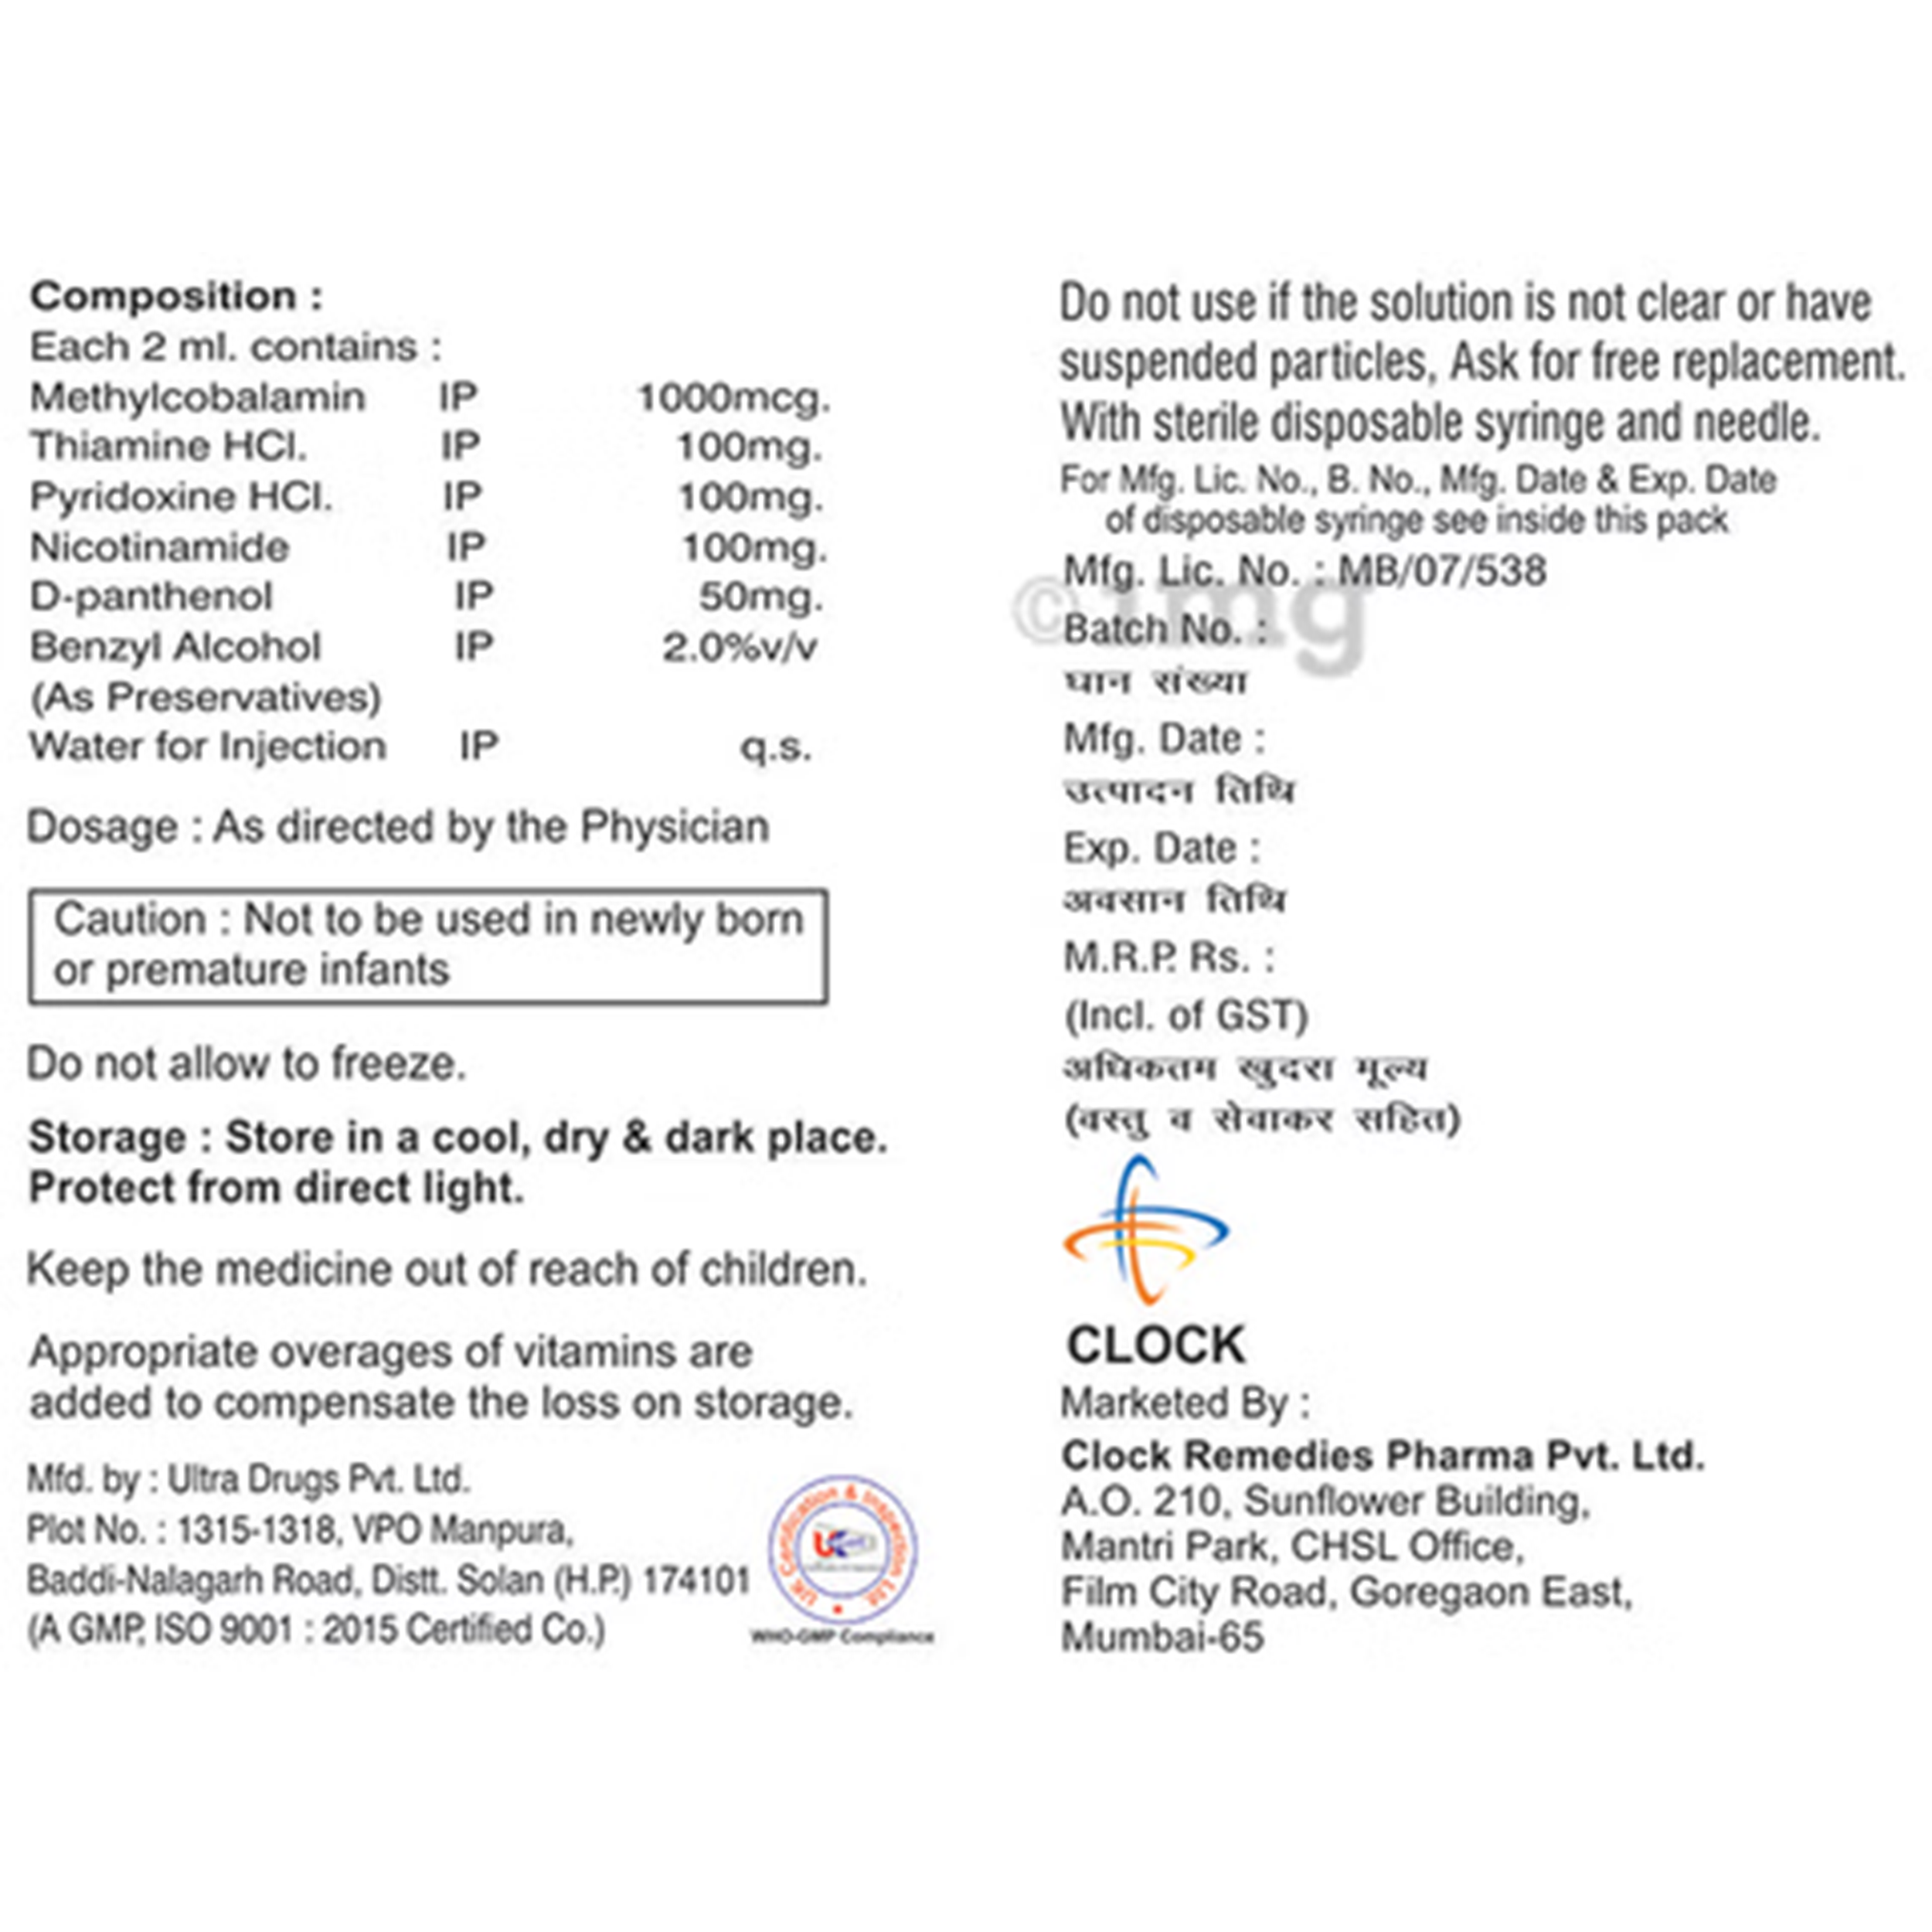 Composition :
Each 2 ml. contains :
Methylcobalamin IP 1000mcg.
Thiamine HCl. IP 100mg.
Pyridoxine HCl. IP 100mg.
Nicotinamide IP 100mg.
D-panthenol IP 50mg.
Benzyl Alcohol IP 2.0%v/v
(As Preservatives)
Water for Injection IP q.s.
Dosage : As directed by the Physician
Caution : Not to be used in newly born
or premature infants
Do not allow to freeze.
Storage : Store in a cool, dry & dark place.
Protect from direct light.
Keep the medicine out of reach of children.
Appropriate overages of vitamins are
added to compensate the loss on storage.
Mfd. by : Ultra Drugs Pvt. Ltd.
Plot No. : 1315-1318, VPO Manpura,
Baddi-Nalagarh Road, Distt. Solan (H.P.) 174101
(A GMP, ISO 9001 : 2015 Certified Co.)
UK Certification & Inspection Ltd.
UK
WHO-GMP Compliance
Do not use if the solution is not clear or have
suspended particles, Ask for free replacement.
With sterile disposable syringe and needle.
For Mfg. Lic. No., B. No., Mfg. Date & Exp. Date
of disposable syringe see inside this pack
Mfg. Lic. No. : MB/07/538
©1mg
Batch No. :
घान संख्या
Mfg. Date :
उत्पादन तिथि
Exp. Date :
अवसान तिथि
M.R.P. Rs. :
(Incl. of GST)
अधिकतम खुदरा मूल्य
(वस्तु व सेवाकर सहित)
CLOCK
Marketed By :
Clock Remedies Pharma Pvt. Ltd.
A.O. 210, Sunflower Building,
Mantri Park, CHSL Office,
Film City Road, Goregaon East,
Mumbai-65